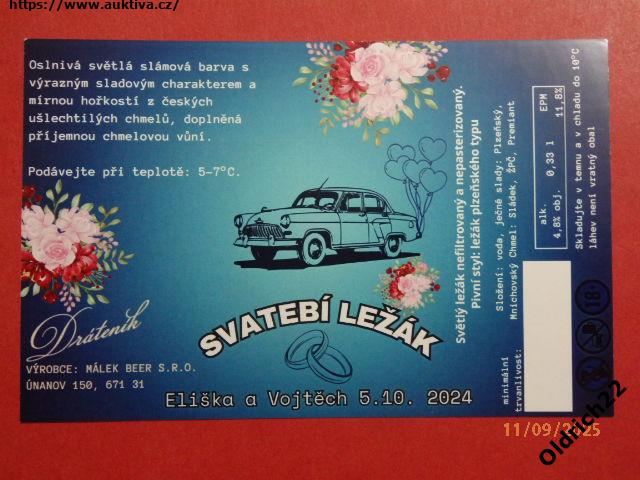 https://www.auktiva.cz/
Oslnivá světlá slámová barva s
výrazným sladovým charakterem a
mírnou hořkostí z českých
ušlechtilých chmelů, doplněná
příjemnou chmelovou vůní.
Podávejte při teplotě: 5-7°C.
Dráteník
VÝROBCE: MÁLEK BEER S.R.O.
ÚNANOV 150, 671 31
SVATEBÍ LEŽÁK
Eliška a Vojtěch 5.10. 2024
Světlý ležák nefiltrovaný a nepasterizovaný.
Pivní styl: ležák plzeňského typu
Složení: voda, ječné slady: Plzeňský,
Mnichovský Chmel: Sládek, ŽPČ, Premiant
minimální
trvanlivost:
alk. 0,33 l EPM
4,8% obj. 11,8%
Skladujte v temnu a v chladu do 10°C
láhev není vratný obal
18+
11/09/2025
Oldrich22